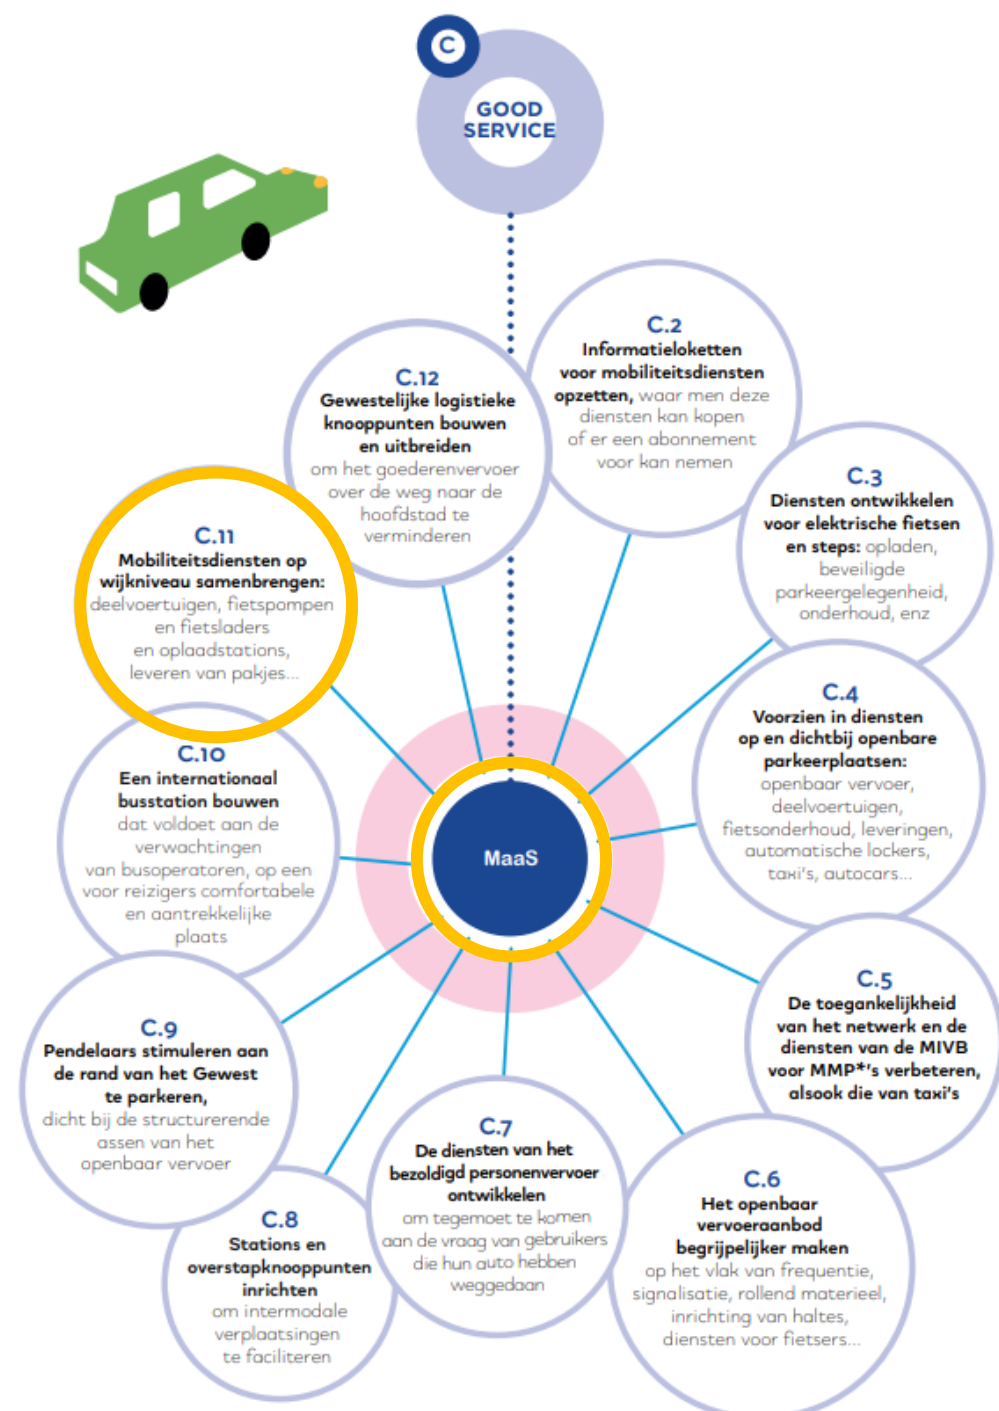 C
GOOD
SERVICE
C.2
Informatieloketten
voor mobiliteitsdiensten
opzetten, waar men deze
diensten kan kopen
of er een abonnement
voor kan nemen
C.3
Diensten ontwikkelen
voor elektrische fietsen
en steps: opladen,
beveiligde
parkeergelegenheid,
onderhoud, enz
C.4
Voorzien in diensten
op en dichtbij openbare
parkeerplaatsen:
openbaar vervoer,
deelvoertuigen,
fietsonderhoud, leveringen,
automatische lockers,
taxi's, autocars...
C.5
De toegankelijkheid
van het netwerk en de
diensten van de MIVB
voor MMP*'s verbeteren,
alsook die van taxi's
C.6
Het openbaar
vervoeraanbod
begrijpelijker maken
op het vlak van frequentie,
signalisatie, rollend materieel,
inrichting van haltes,
diensten voor fietsers...
C.7
De diensten van het
bezoldigd personenvervoer
ontwikkelen
om tegemoet te komen
aan de vraag van gebruikers
die hun auto hebben
weggedaan
C.8
Stations en
overstapknooppunten
inrichten
om intermodale
verplaatsingen
te faciliteren
C.9
Pendelaars stimuleren aan
de rand van het Gewest
te parkeren,
dicht bij de structurerende
assen van het
openbaar vervoer
C.10
Een internationaal
busstation bouwen
dat voldoet aan de
verwachtingen
van busoperatoren, op een
voor reizigers comfortabele
en aantrekkelijke
plaats
C.11
Mobiliteitsdiensten op
wijkniveau samenbrengen:
deelvoertuigen, fietspompen
en fietsladers
en oplaadstations,
leveren van pakjes...
C.12
Gewestelijke logistieke
knooppunten bouwen
en uitbreiden
om het goederenvervoer
over de weg naar de
hoofdstad te
verminderen
MaaS